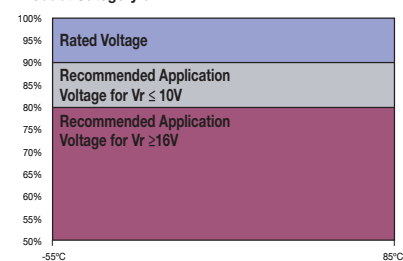 100%
95%
90%
85%
80%
75%
70%
65%
60%
55%
50%
Rated Voltage
Recommended Application
Voltage for Vr ≤ 10V
Recommended Application
Voltage for Vr ≥16V
-55ºC
85ºC